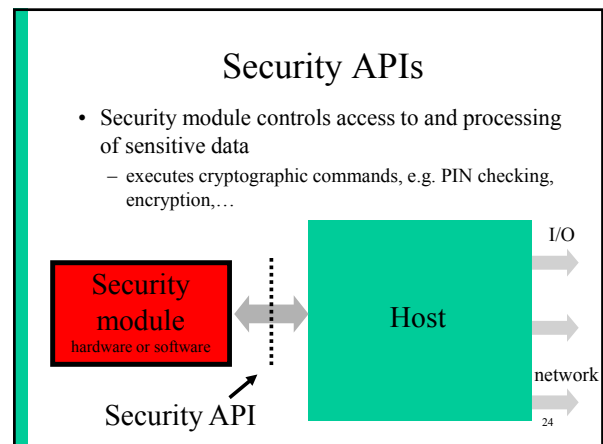 Security APIs
• Security module controls access to and processing
of sensitive data
– executes cryptographic commands, e.g. PIN checking,
encryption,…
I/O
Security
module
hardware or software
Host
network
Security API
24